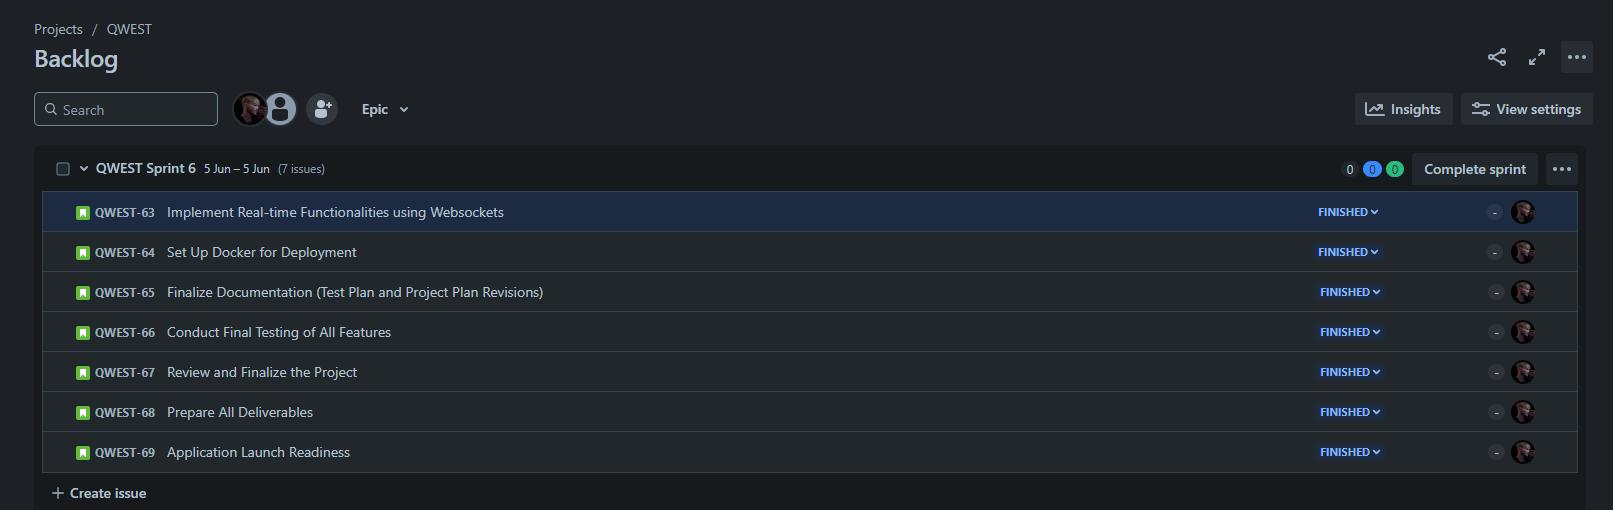 Projects / QWEST
Backlog
Search
Epic
Insights
View settings
QWEST Sprint 6 5 Jun – 5 Jun (7 issues) 0 0 0 Complete sprint
QWEST-63 Implement Real-time Functionalities using Websockets FINISHED -
QWEST-64 Set Up Docker for Deployment FINISHED -
QWEST-65 Finalize Documentation (Test Plan and Project Plan Revisions) FINISHED -
QWEST-66 Conduct Final Testing of All Features FINISHED -
QWEST-67 Review and Finalize the Project FINISHED -
QWEST-68 Prepare All Deliverables FINISHED -
QWEST-69 Application Launch Readiness FINISHED -
+ Create issue